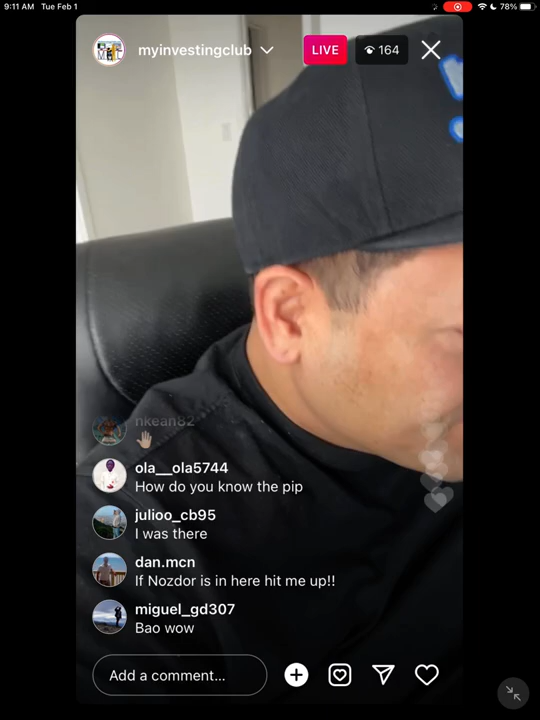 9:11 AM Tue Feb 1
78%
myinvestingclub
LIVE
164
nkean82
ola__ola5744
How do you know the pip
julioo_cb95
I was there
dan.mcn
If Nozdor is in here hit me up!!
miguel_gd307
Bao wow
Add a comment...